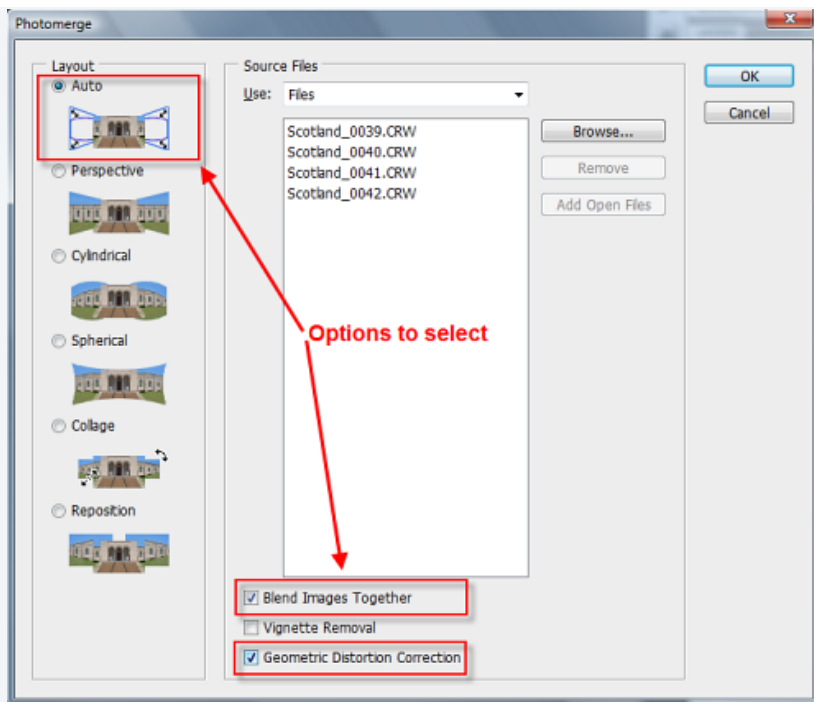 Photomerge
Layout
Auto
Perspective
Cylindrical
Spherical
Collage
Reposition
Source Files
Use: Files
Scotland_0039.CRW
Scotland_0040.CRW
Scotland_0041.CRW
Scotland_0042.CRW
Options to select
Blend Images Together
Vignette Removal
Geometric Distortion Correction
Browse...
Remove
Add Open Files
OK
Cancel